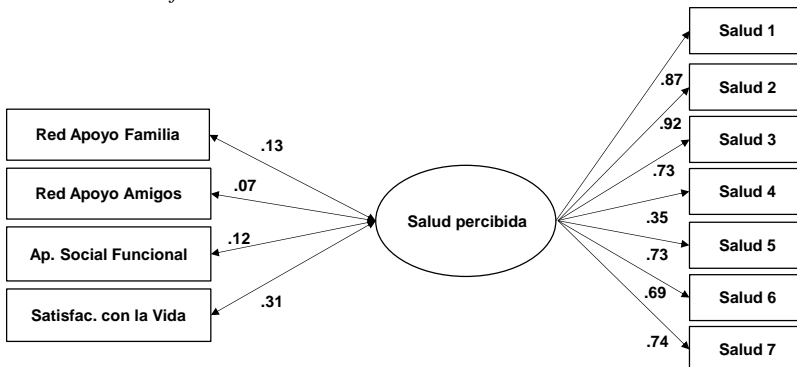 Red Apoyo Familia
Red Apoyo Amigos
Ap. Social Funcional
Satisfac. con la Vida
.13
.07
.12
.31
Salud percibida
.87
.92
.73
.35
.73
.69
.74
Salud 1
Salud 2
Salud 3
Salud 4
Salud 5
Salud 6
Salud 7